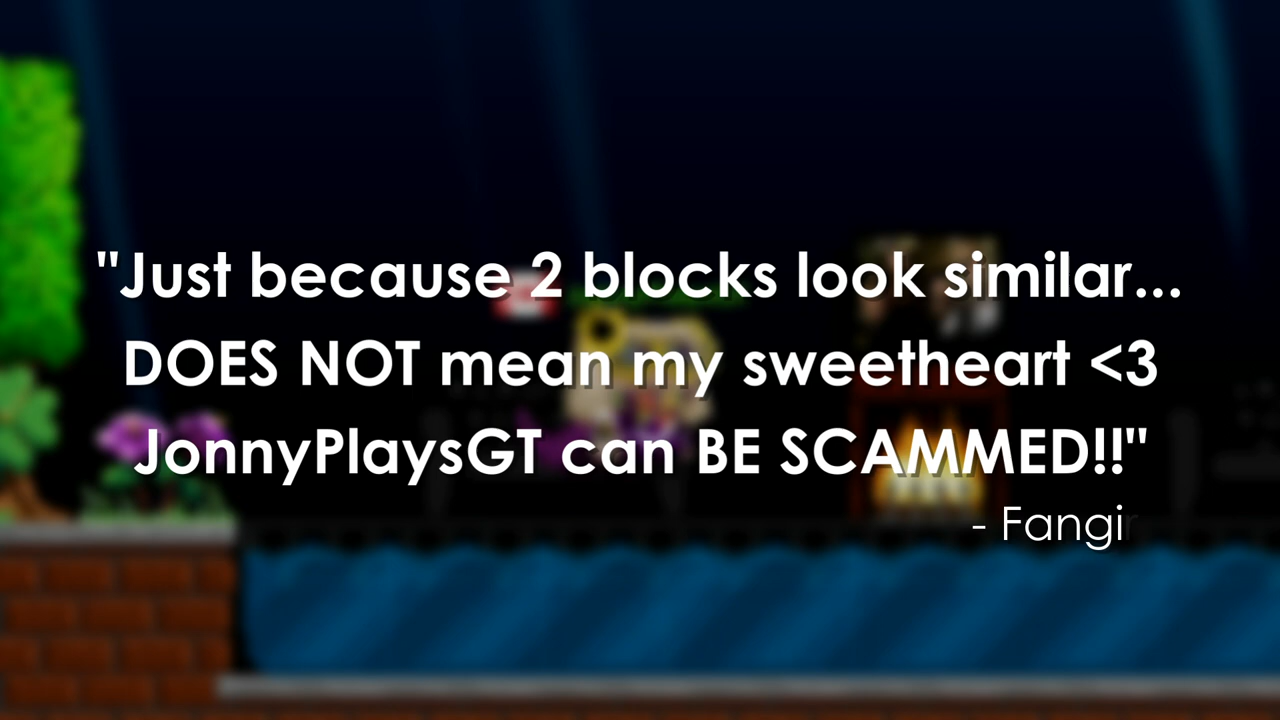 "Just because 2 blocks look similar...
DOES NOT mean my sweetheart <3
JonnyPlaysGT can BE SCAMMED!!"
- Fangir